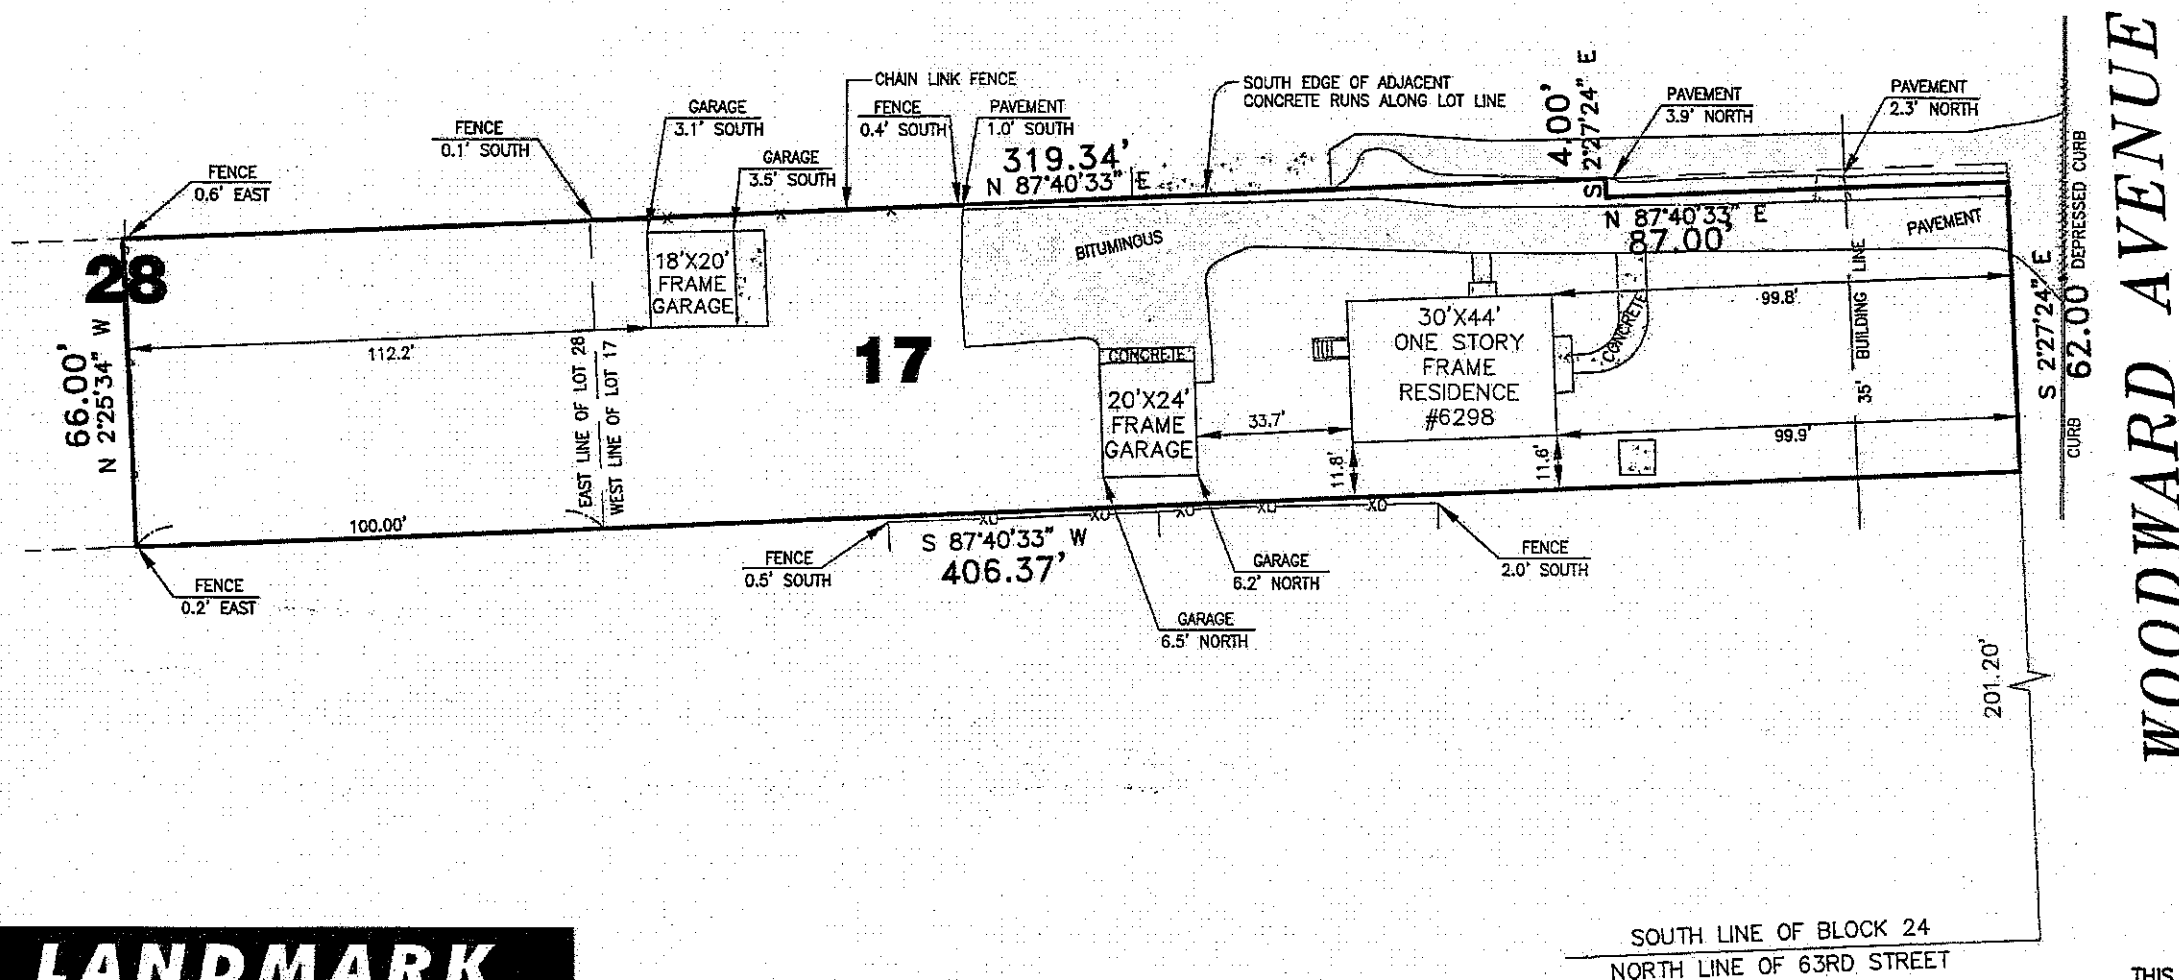 CHAIN LINK FENCE
SOUTH EDGE OF ADJACENT
CONCRETE RUNS ALONG LOT LINE
4.00'
S 2°27'24" E
PAVEMENT
3.9' NORTH
PAVEMENT
2.3' NORTH
GARAGE
3.1' SOUTH
FENCE
0.4' SOUTH
PAVEMENT
1.0' SOUTH
FENCE
0.1' SOUTH
GARAGE
3.5' SOUTH
319.34'
N 87°40'33" E
FENCE
0.6' EAST
28
18'X20'
FRAME
GARAGE
BITUMINOUS
N 87°40'33" E
87.00'
PAVEMENT
DEPRESSED CURB
WOODWARD AVENUE
66.00'
N 2°25'34" W
112.2'
EAST LINE OF LOT 28
WEST LINE OF LOT 17
17
CONCRETE
20'X24'
FRAME
GARAGE
33.7'
30'X44'
ONE STORY
FRAME
RESIDENCE
#6298
CONCRETE
99.8'
35' BUILDING LINE
S 2°27'24" E
62.00
CURB
99.9'
11.8'
11.6'
100.00'
S 87°40'33" W
406.37'
FENCE
0.5' SOUTH
GARAGE
6.2' NORTH
FENCE
2.0' SOUTH
FENCE
0.2' EAST
GARAGE
6.5' NORTH
201.20'
SOUTH LINE OF BLOCK 24
NORTH LINE OF 63RD STREET
LANDMARK
THIS